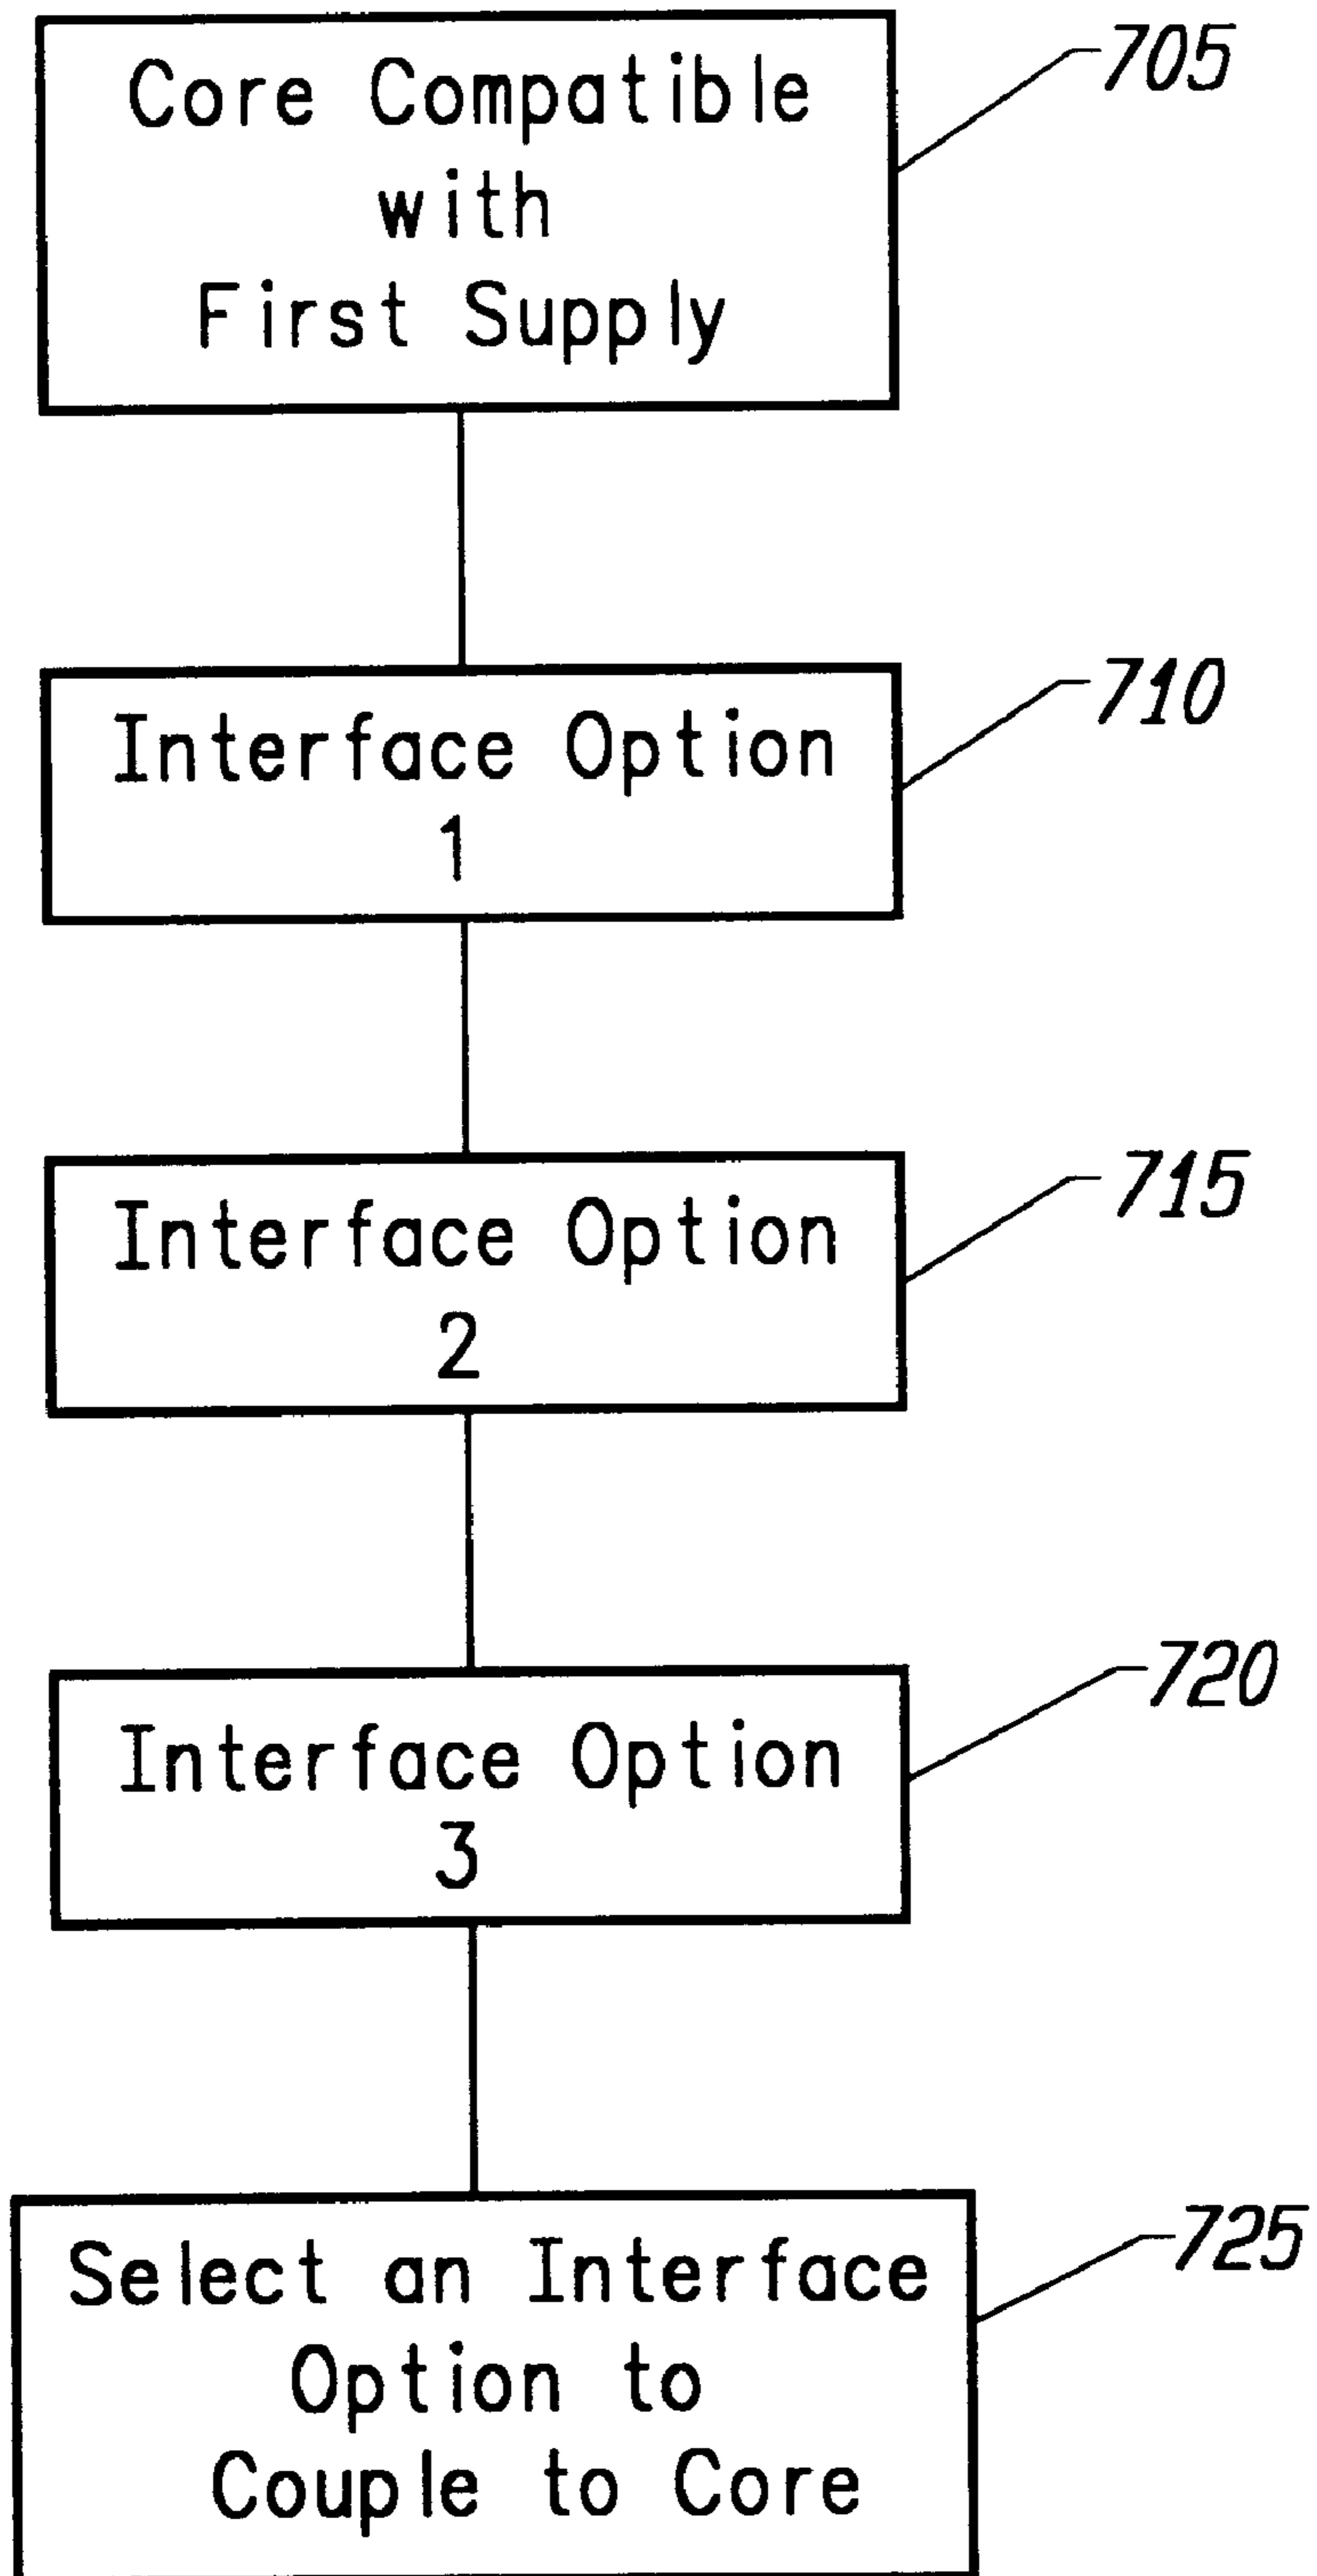 Core Compatible
with
First Supply
705
Interface Option
1
710
Interface Option
2
715
Interface Option
3
720
Select an Interface
Option to
Couple to Core
725